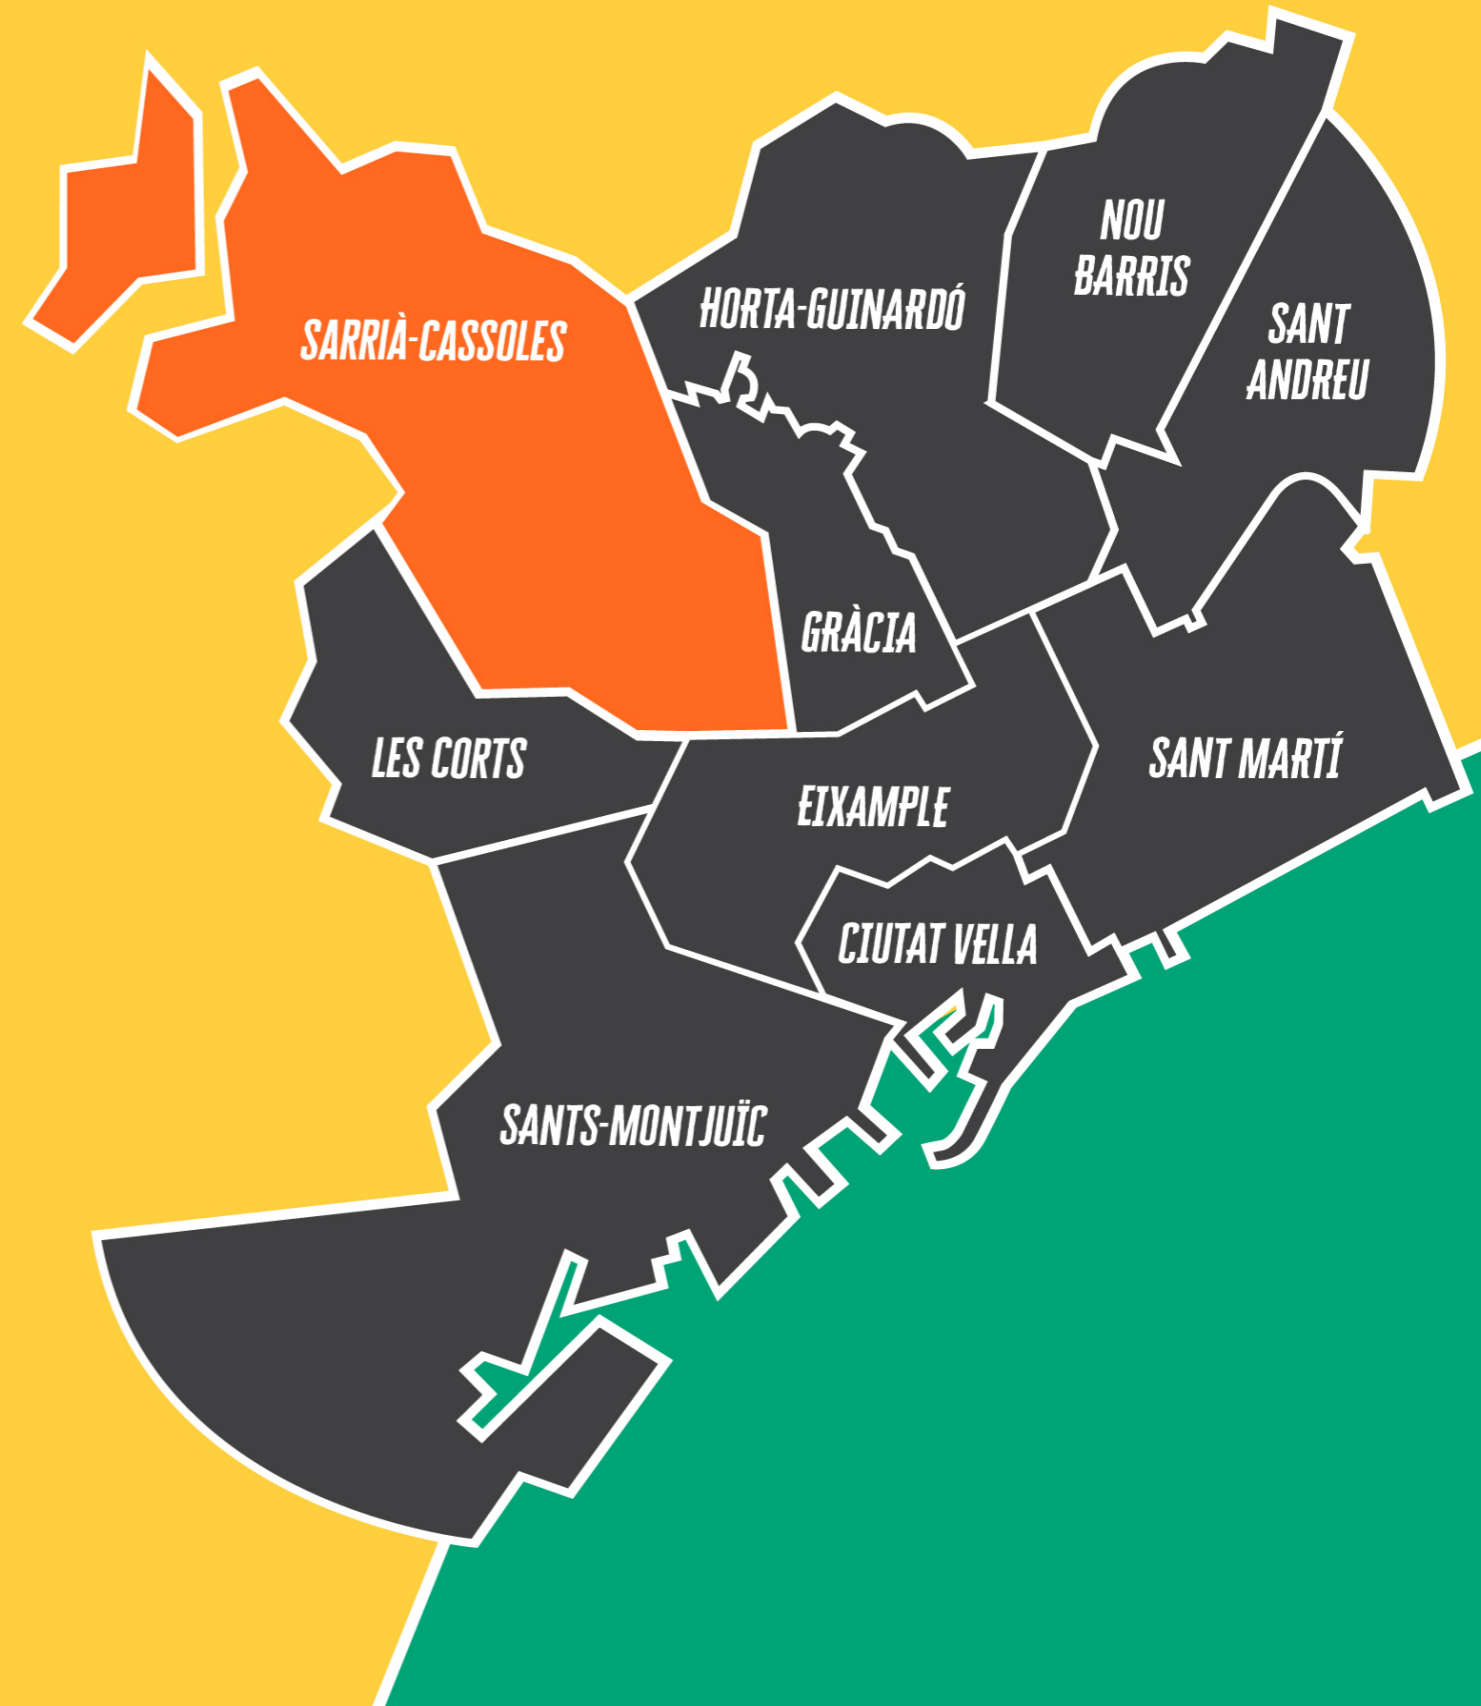 NOU
BARRIS
HORTA-GUINARDÓ
SANT
ANDREU
SARRIÀ-CASSOLES
GRÀCIA
LES CORTS
SANT MARTÍ
EIXAMPLE
CIUTAT VELLA
SANTS-MONTJUÏC